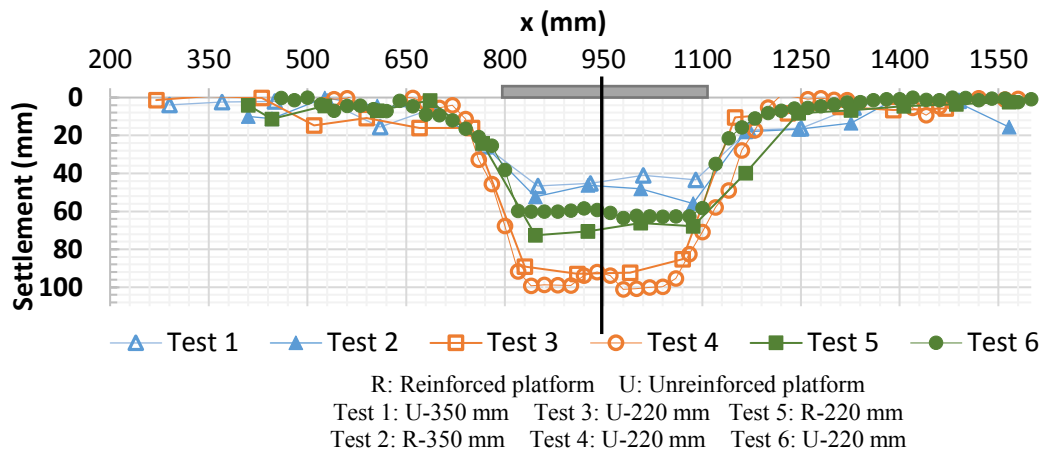 x (mm)
200 350 500 650 800 950 1100 1250 1400 1550
0
20
40
60
80
100
Settlement (mm)
Test 1 Test 2 Test 3 Test 4 Test 5 Test 6
R: Reinforced platform U: Unreinforced platform
Test 1: U-350 mm Test 3: U-220 mm Test 5: R-220 mm
Test 2: R-350 mm Test 4: U-220 mm Test 6: U-220 mm